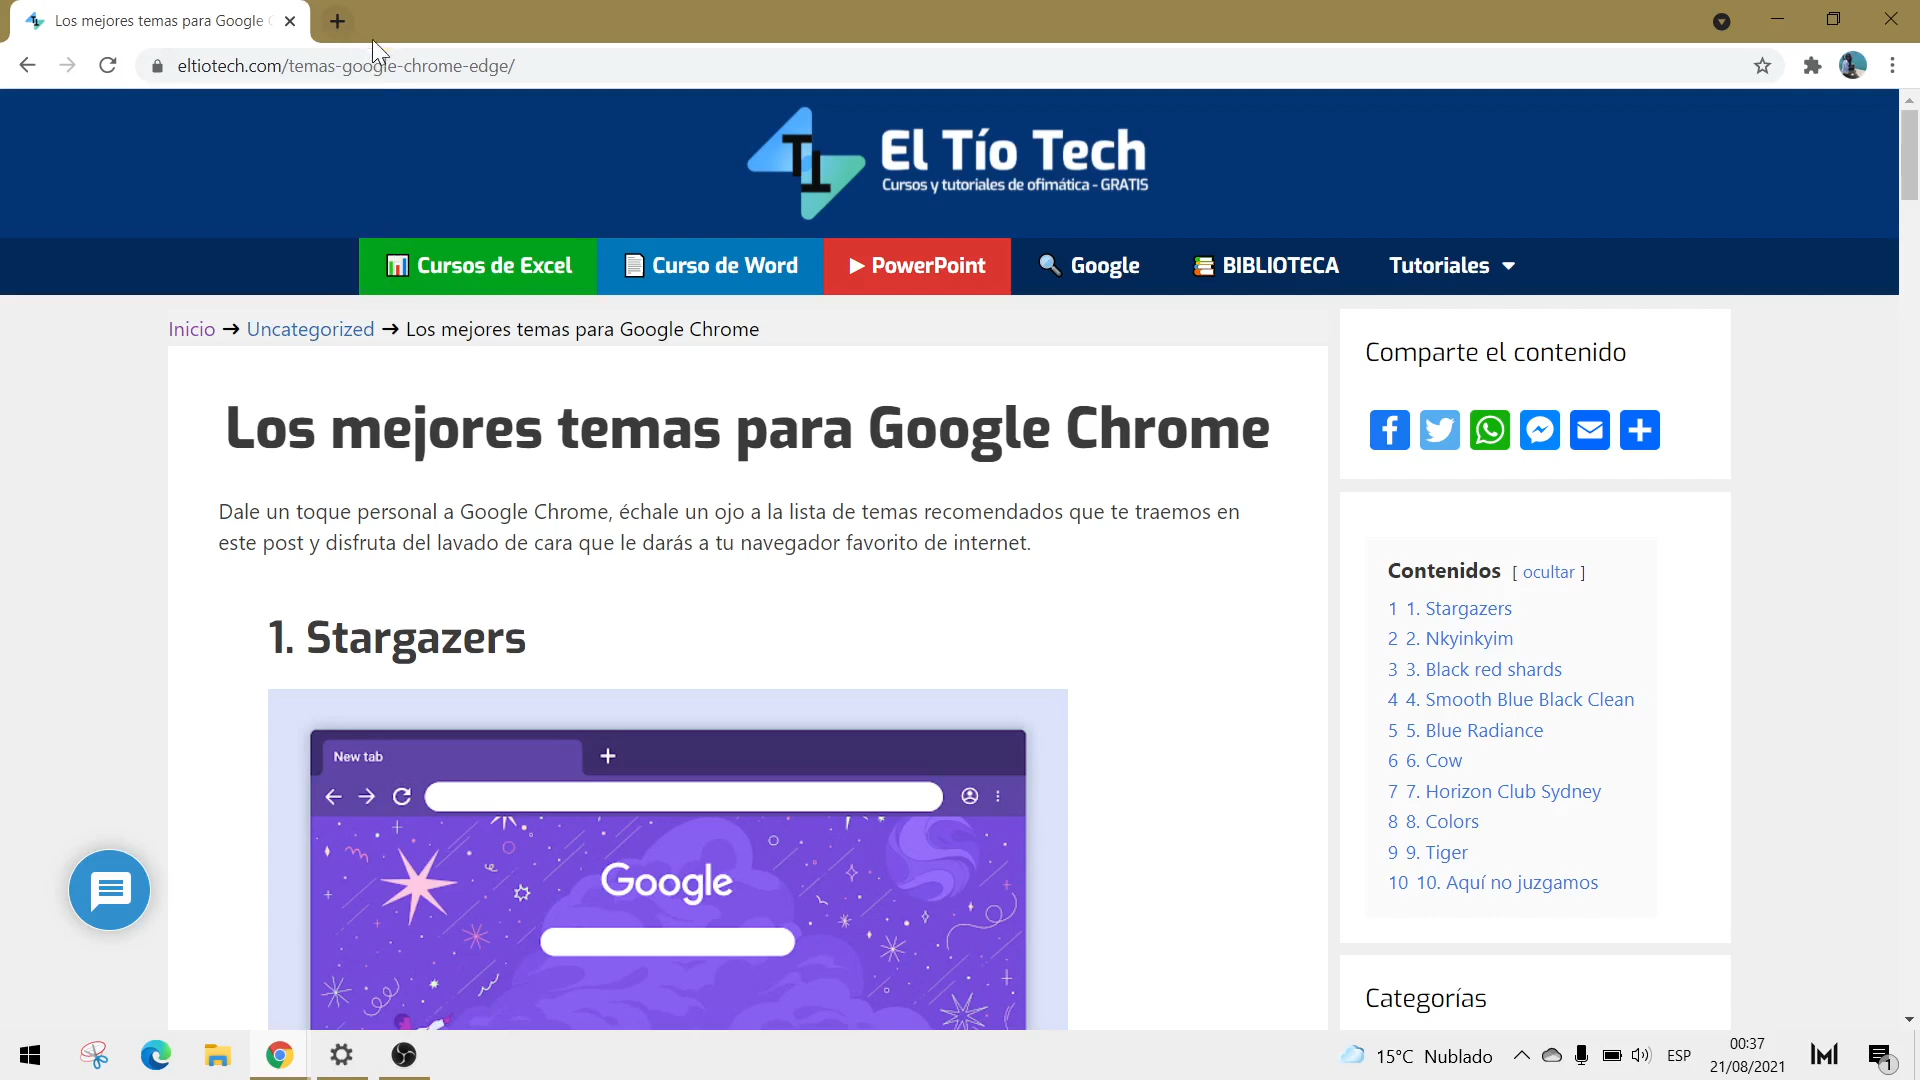 Los mejores temas para Google
eltiotech.com/temas-google-chrome-edge/
El Tío Tech
Cursos y tutoriales de ofimática - GRATIS
Cursos de Excel
Curso de Word
PowerPoint
Google
BIBLIOTECA
Tutoriales
Inicio → Uncategorized → Los mejores temas para Google Chrome
Los mejores temas para Google Chrome
Dale un toque personal a Google Chrome, échale un ojo a la lista de temas recomendados que te traemos en
este post y disfruta del lavado de cara que le darás a tu navegador favorito de internet.
1. Stargazers
New tab
Google
Comparte el contenido
Contenidos [ ocultar ]
1 1. Stargazers
2 2. Nkyinkyim
3 3. Black red shards
4 4. Smooth Blue Black Clean
5 5. Blue Radiance
6 6. Cow
7 7. Horizon Club Sydney
8 8. Colors
9 9. Tiger
10 10. Aquí no juzgamos
Categorías
15°C Nublado
ESP
00:37
21/08/2021
1